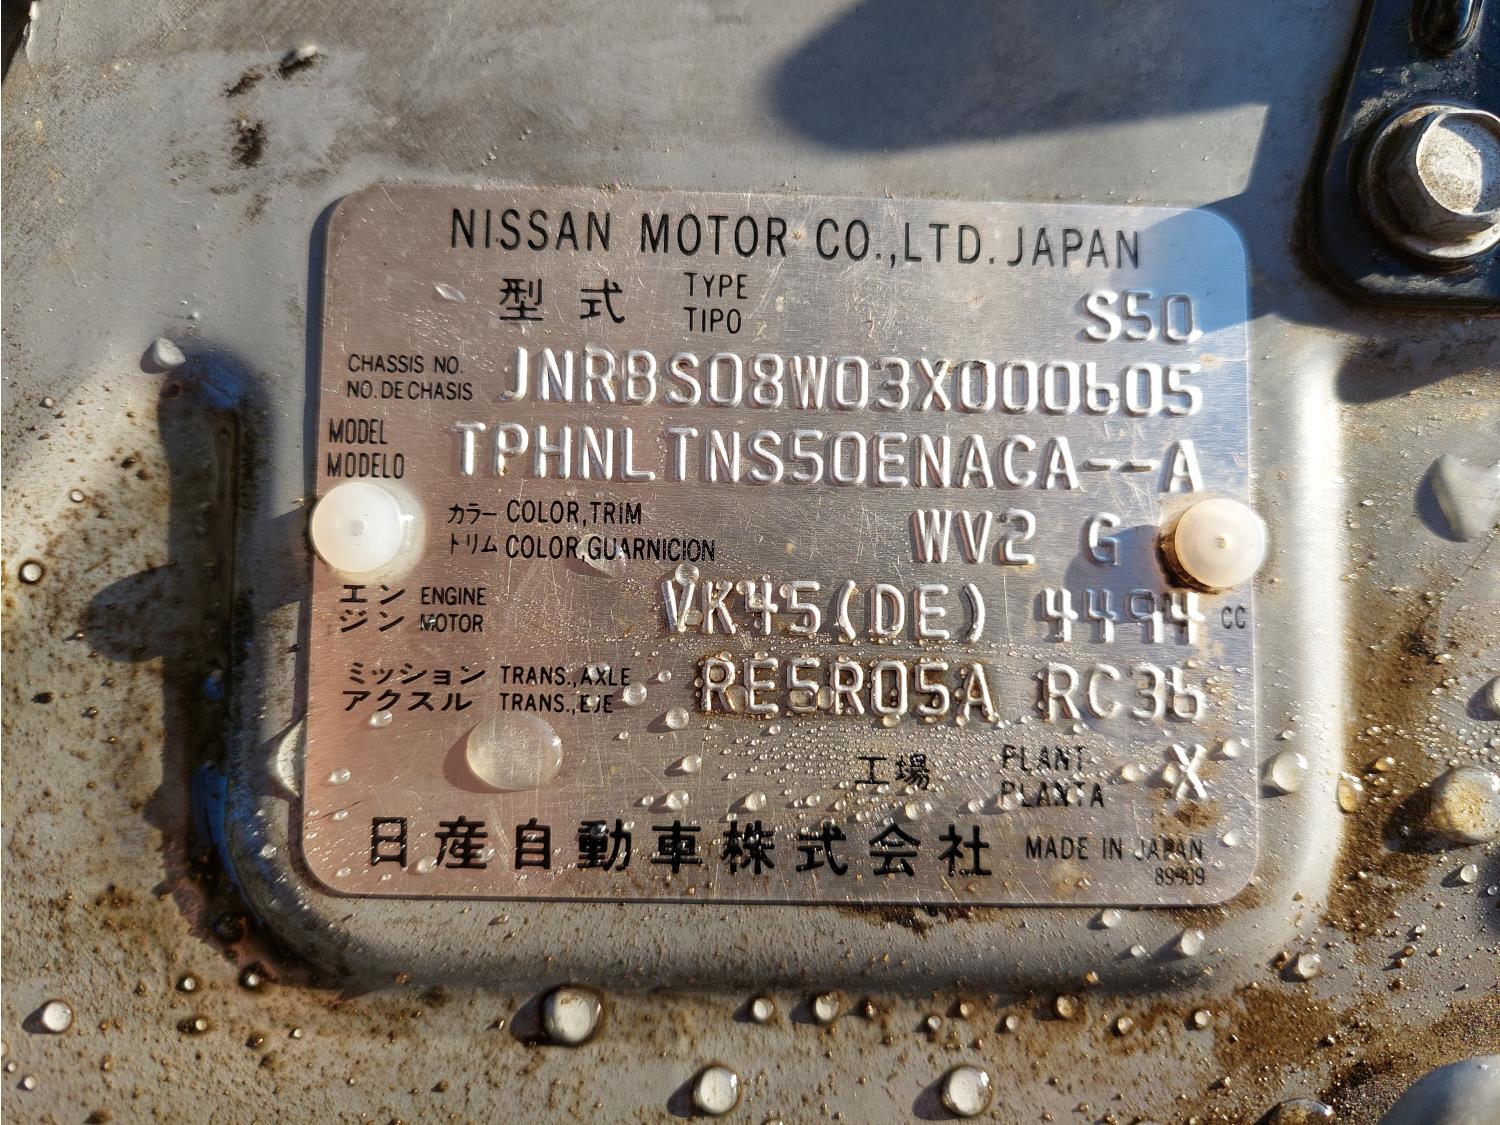 NISSAN MOTOR CO.,LTD. JAPAN
型式 TYPE TIPO S50
CHASSIS NO. NO. DE CHASIS JNRBS08W03X000605
MODEL MODELO TPHNLTNS50ENACA--A
カラー COLOR,TRIM トリム COLOR,GUARNICION WV2 G
エンジン ENGINE MOTOR VK45(DE) 4494 CC
ミッション TRANS.,AXLE アクスル TRANS.,EJE RE5R05A RC36
工場 PLANT PLANTA X
日産自動車株式会社 MADE IN JAPAN
89909